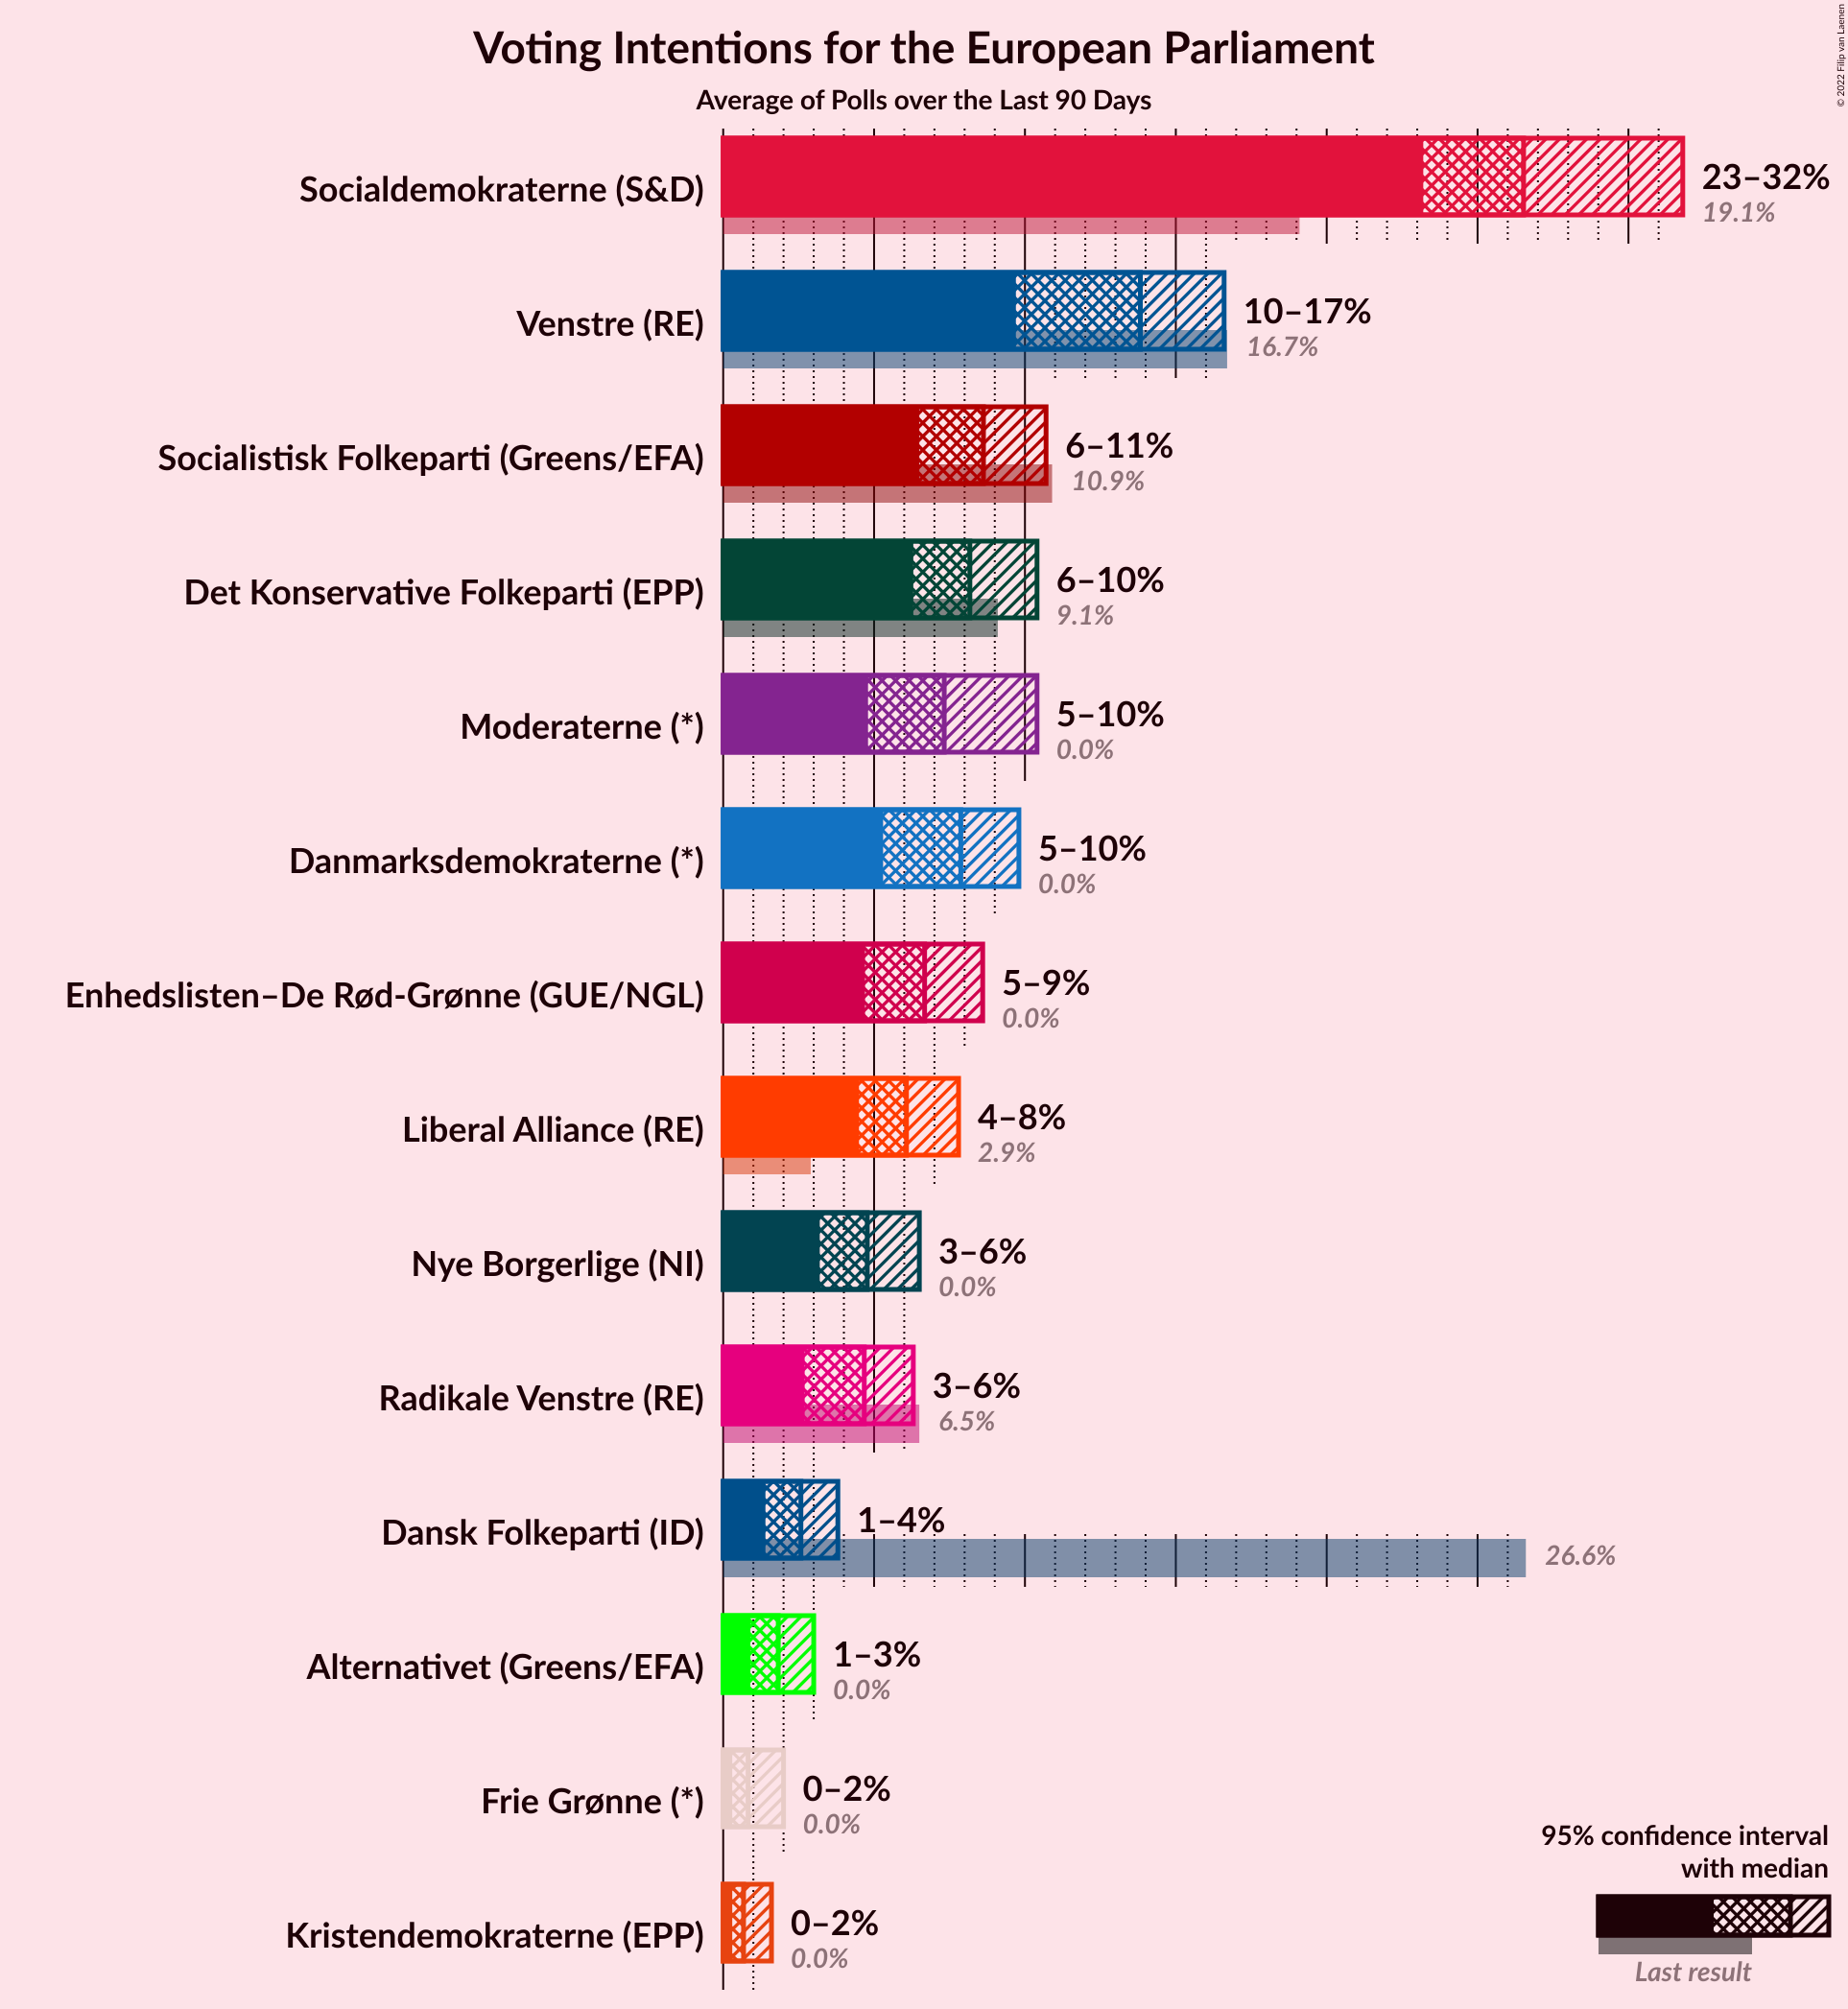 Voting Intentions for the European Parliament
Average of Polls over the Last 90 Days
© 2022 Filip van Laenen
Socialdemokraterne (S&D)
23–32%
19.1%
Venstre (RE)
10–17%
16.7%
Socialistisk Folkeparti (Greens/EFA)
6–11%
10.9%
Det Konservative Folkeparti (EPP)
6–10%
9.1%
Moderaterne (*)
5–10%
0.0%
Danmarksdemokraterne (*)
5–10%
0.0%
Enhedslisten–De Rød-Grønne (GUE/NGL)
5–9%
0.0%
Liberal Alliance (RE)
4–8%
2.9%
Nye Borgerlige (NI)
3–6%
0.0%
Radikale Venstre (RE)
3–6%
6.5%
Dansk Folkeparti (ID)
1–4%
26.6%
Alternativet (Greens/EFA)
1–3%
0.0%
Frie Grønne (*)
0–2%
0.0%
Kristendemokraterne (EPP)
0–2%
0.0%
95% confidence interval
with median
Last result